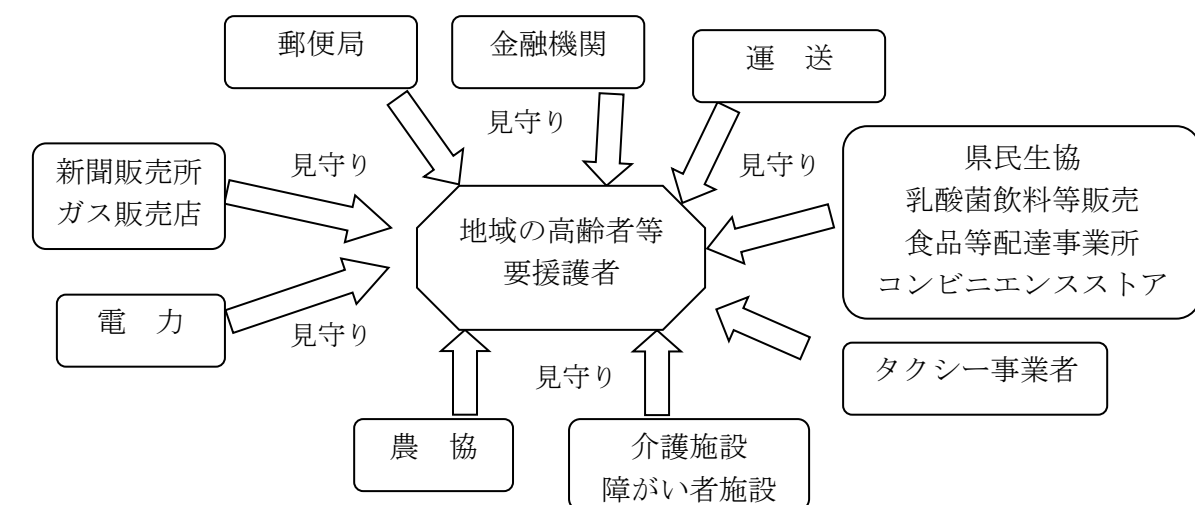 郵便局
金融機関
運　送
見守り
見守り
見守り
新聞販売所
ガス販売店
県民生協
乳酸菌飲料等販売
食品等配達事業所
コンビニエンスストア
地域の高齢者等
要援護者
電　力
見守り
見守り
タクシー事業者
農　協
介護施設
障がい者施設